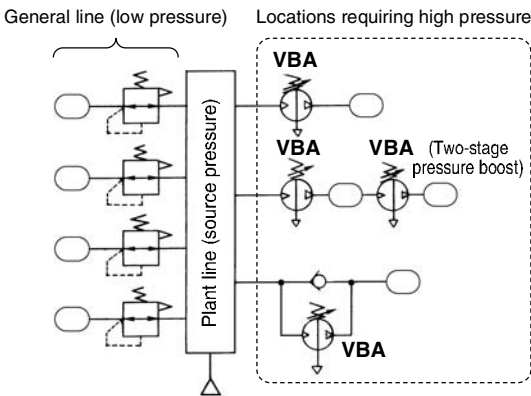 General line (low pressure)
Locations requiring high pressure
VBA
VBA
VBA
(Two-stage
pressure boost)
Plant line (source pressure)
VBA